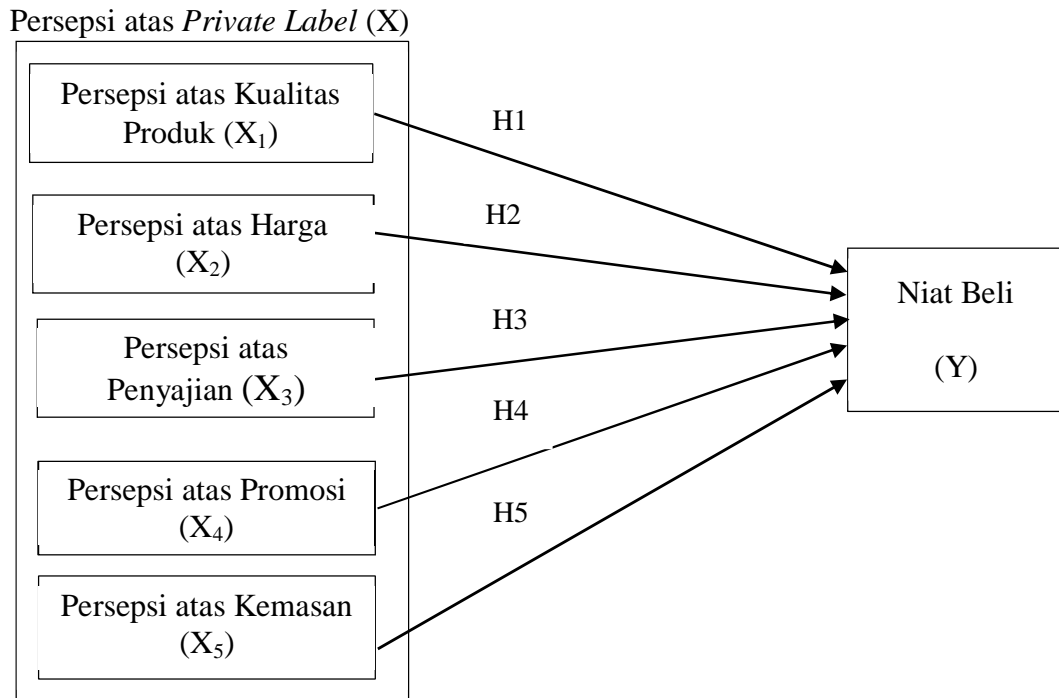 Persepsi atas Private Label (X)
Persepsi atas Kualitas
Produk (X₁)
H1
Persepsi atas Harga
(X₂)
H2
Persepsi atas
Penyajian (X₃)
H3
Persepsi atas Promosi
(X₄)
H4
Persepsi atas Kemasan
(X₅)
H5
Niat Beli
(Y)